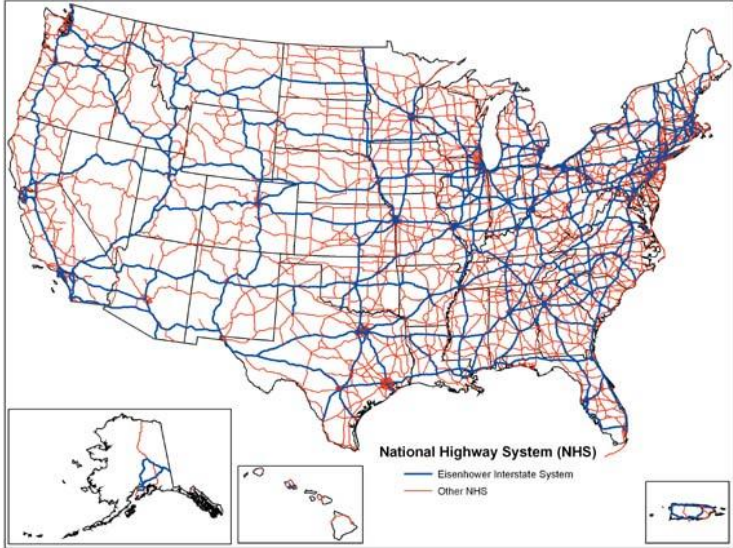 National Highway System (NHS)
Eisenhower Interstate System
Other NHS